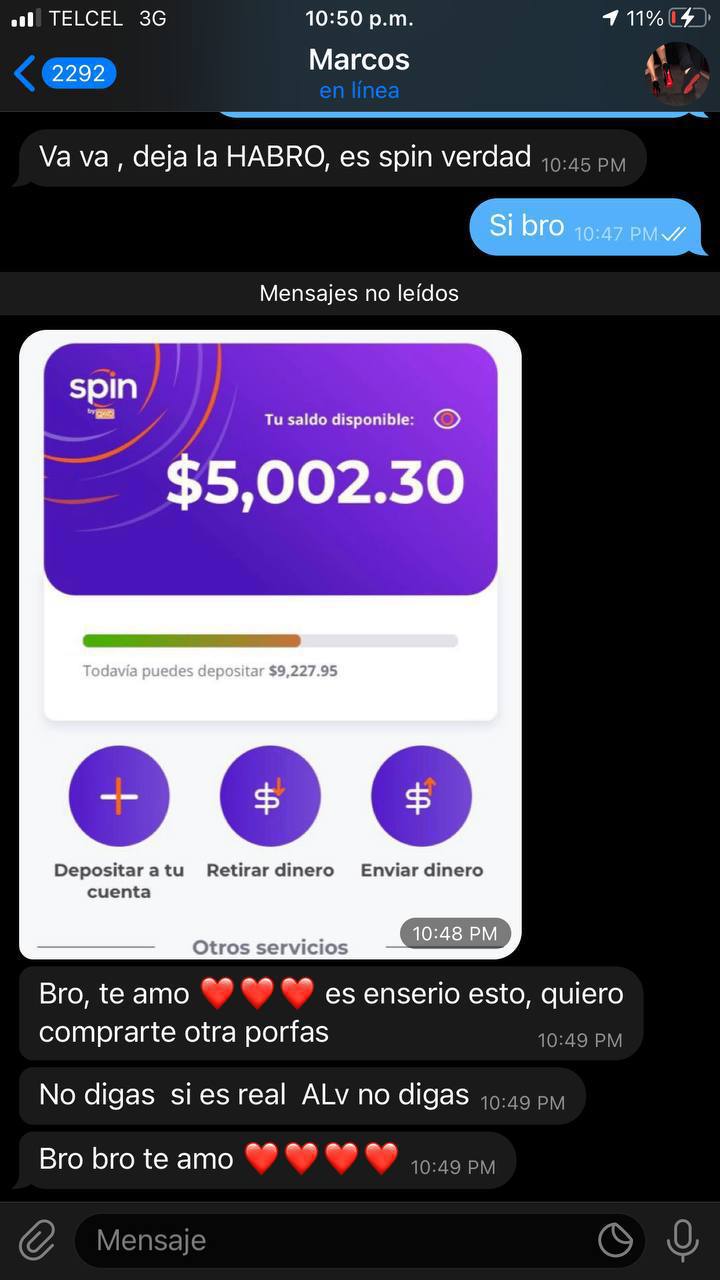 TELCEL 3G 10:50 p.m. 11%
2292 Marcos
en línea
Va va , deja la HABRO, es spin verdad 10:45 PM
Si bro 10:47 PM
Mensajes no leídos
spin
by OXXO
Tu saldo disponible:
$5,002.30
Todavía puedes depositar $9,227.95
Depositar a tu
cuenta
Retirar dinero
Enviar dinero
10:48 PM
Otros servicios
Bro, te amo ❤️❤️❤️ es enserio esto, quiero
comprarte otra porfas 10:49 PM
No digas si es real ALv no digas 10:49 PM
Bro bro te amo ❤️❤️❤️❤️ 10:49 PM
Mensaje